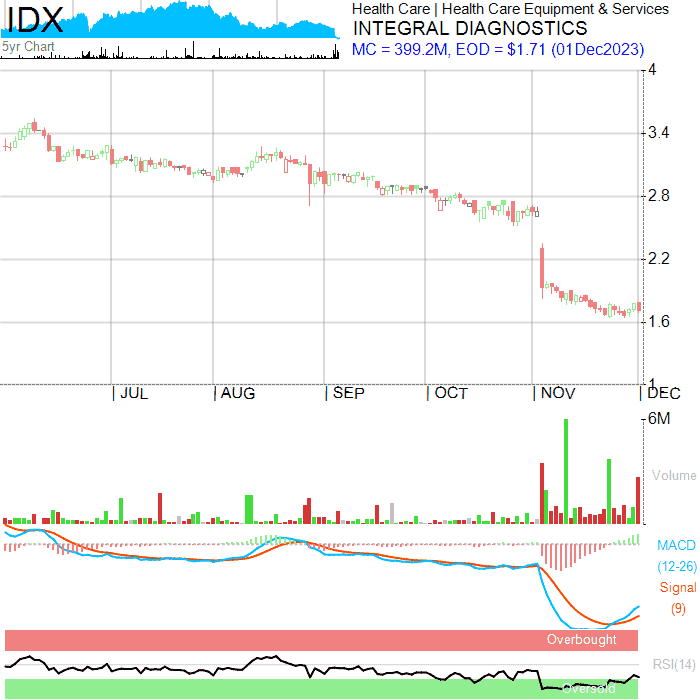 IDX
5yr Chart
Health Care | Health Care Equipment & Services
INTEGRAL DIAGNOSTICS
MC = 399.2M, EOD = $1.71 (01Dec2023)
4
3.4
2.8
2.2
1.6
1
JUL AUG SEP OCT NOV DEC
6M
Volume
MACD
(12-26)
Signal
(9)
Overbought
RSI(14)
Oversold